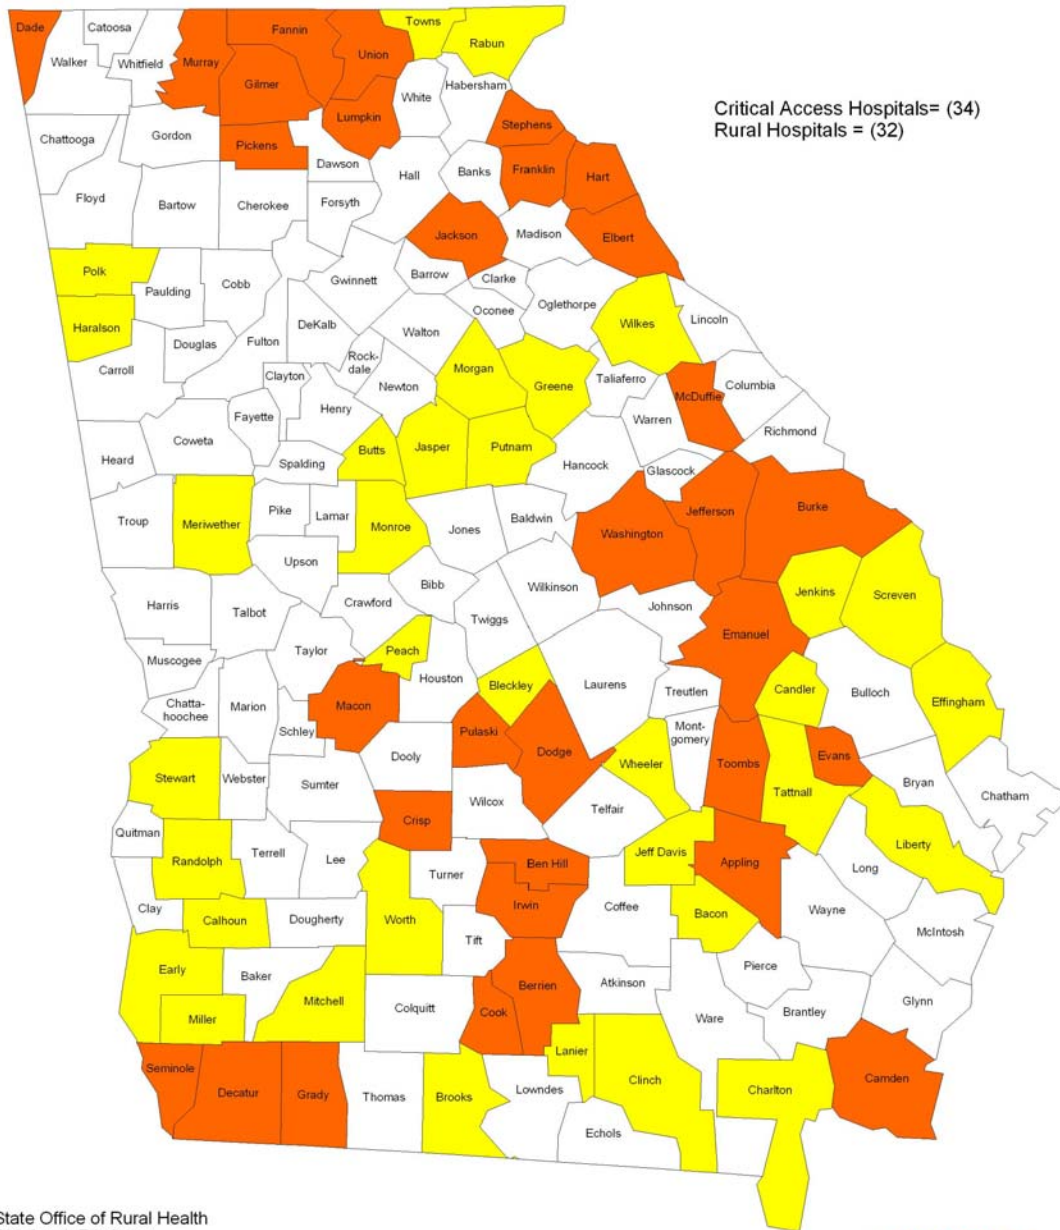 Dade
Catoosa
Fannin
Towns
Rabun
Walker
Whitfield
Murray
Union
Gilmer
White
Habersham
Critical Access Hospitals= (34)
Rural Hospitals = (32)
Chattooga
Gordon
Lumpkin
Stephens
Pickens
Dawson
Hall
Banks
Franklin
Hart
Floyd
Bartow
Cherokee
Forsyth
Jackson
Madison
Elbert
Polk
Paulding
Cobb
Gwinnett
Barrow
Clarke
Oconee
Oglethorpe
Haralson
Douglas
Fulton
DeKalb
Walton
Wilkes
Lincoln
Carroll
Clayton
Rock-
dale
Newton
Morgan
Greene
Taliaferro
McDuffie
Columbia
Fayette
Henry
Warren
Richmond
Coweta
Heard
Spalding
Butts
Jasper
Putnam
Hancock
Glascock
Troup
Meriwether
Pike
Lamar
Monroe
Jones
Baldwin
Washington
Jefferson
Burke
Upson
Bibb
Wilkinson
Jenkins
Screven
Harris
Talbot
Crawford
Twiggs
Johnson
Emanuel
Muscogee
Taylor
Peach
Houston
Bleckley
Laurens
Treutlen
Candler
Bulloch
Effingham
Chatta-
hoochee
Marion
Schley
Macon
Pulaski
Dodge
Mont-
gomery
Toombs
Evans
Stewart
Webster
Sumter
Dooly
Wilcox
Wheeler
Telfair
Tattnall
Bryan
Chatham
Quitman
Randolph
Terrell
Lee
Crisp
Turner
Ben Hill
Jeff Davis
Appling
Liberty
Long
Clay
Calhoun
Dougherty
Worth
Tift
Irwin
Coffee
Bacon
Wayne
McIntosh
Early
Baker
Mitchell
Colquitt
Berrien
Cook
Atkinson
Pierce
Ware
Brantley
Glynn
Miller
Seminole
Decatur
Grady
Thomas
Brooks
Lanier
Lowndes
Clinch
Echols
Charlton
Camden
State Office of Rural Health